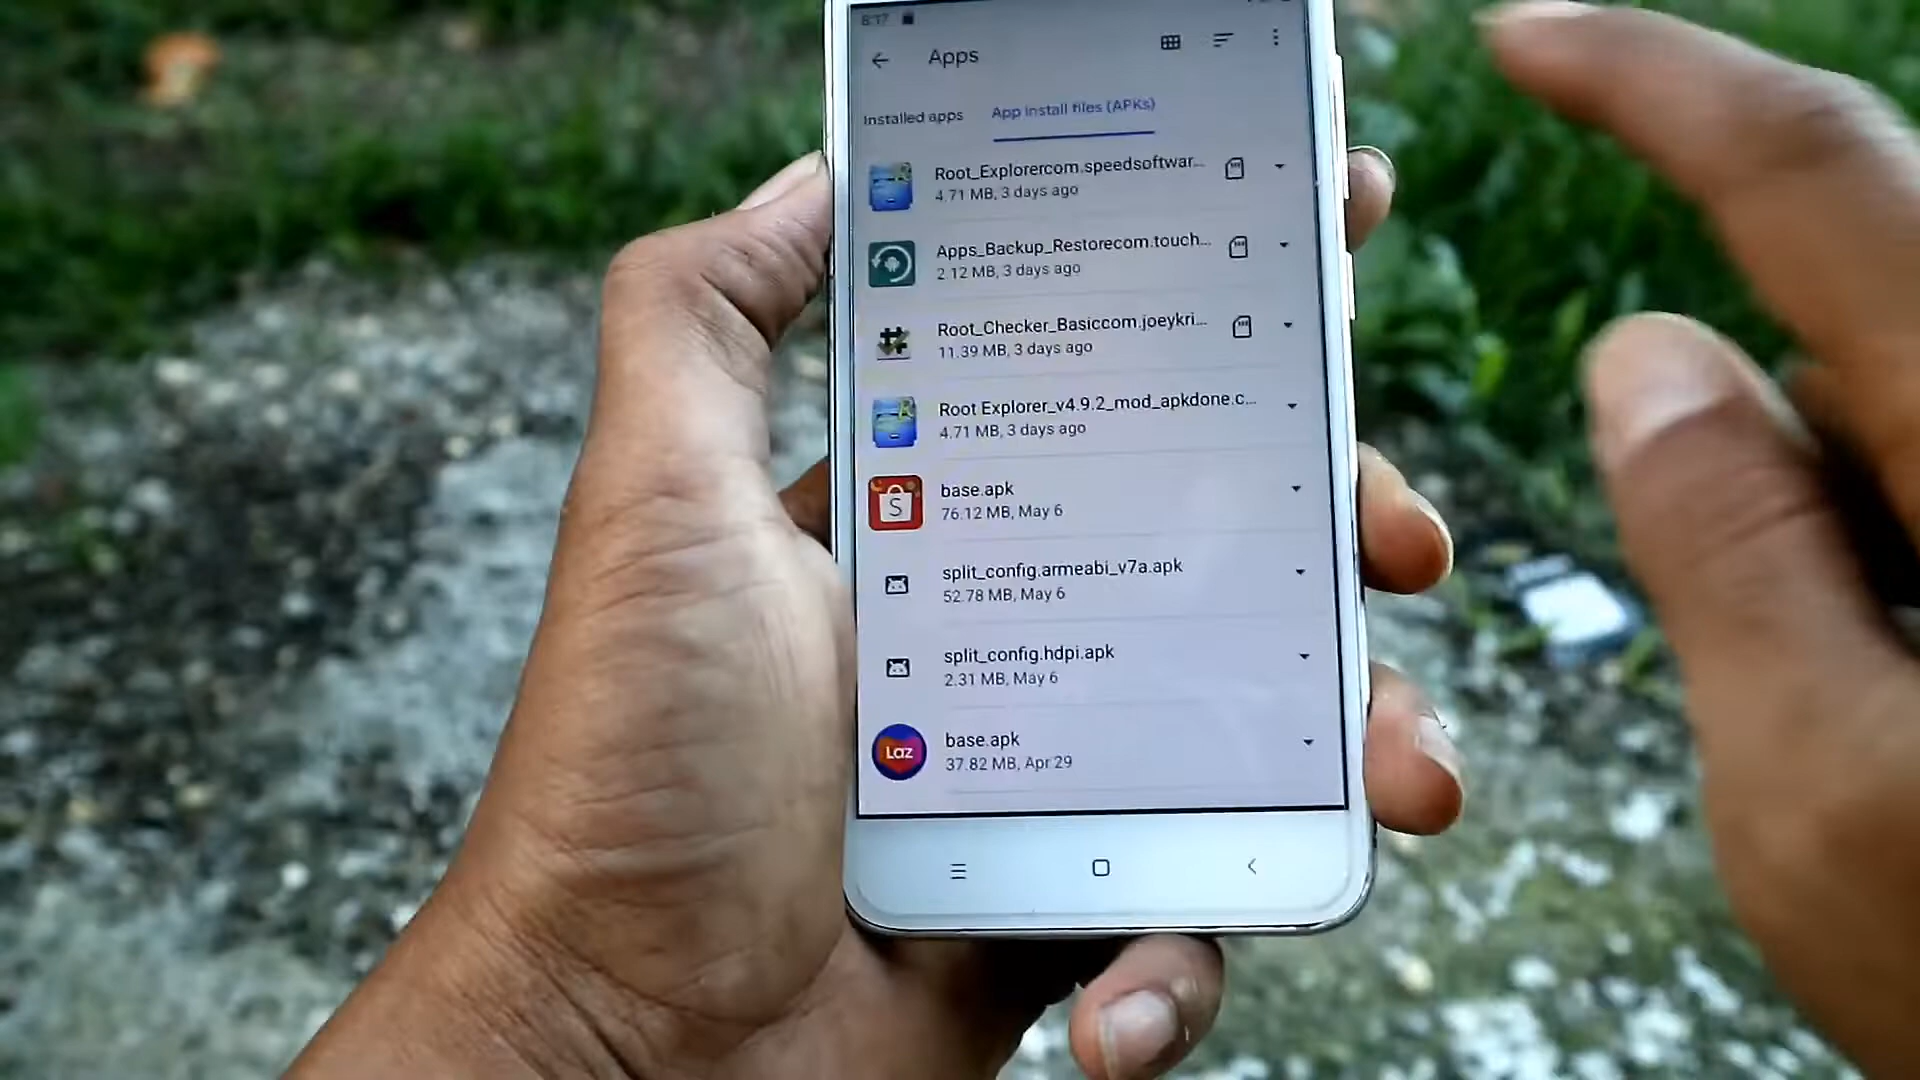 8:17
Apps
Installed apps
App install files (APKs)
Root_Explorercom.speedsoftwar...
4.71 MB, 3 days ago
Apps_Backup_Restorecom.touch...
2.12 MB, 3 days ago
Root_Checker_Basiccom.joeykri...
11.39 MB, 3 days ago
Root Explorer_v4.9.2_mod_apkdone.c...
4.71 MB, 3 days ago
S
base.apk
76.12 MB, May 6
split_config.armeabi_v7a.apk
52.78 MB, May 6
split_config.hdpi.apk
2.31 MB, May 6
Laz
base.apk
37.82 MB, Apr 29